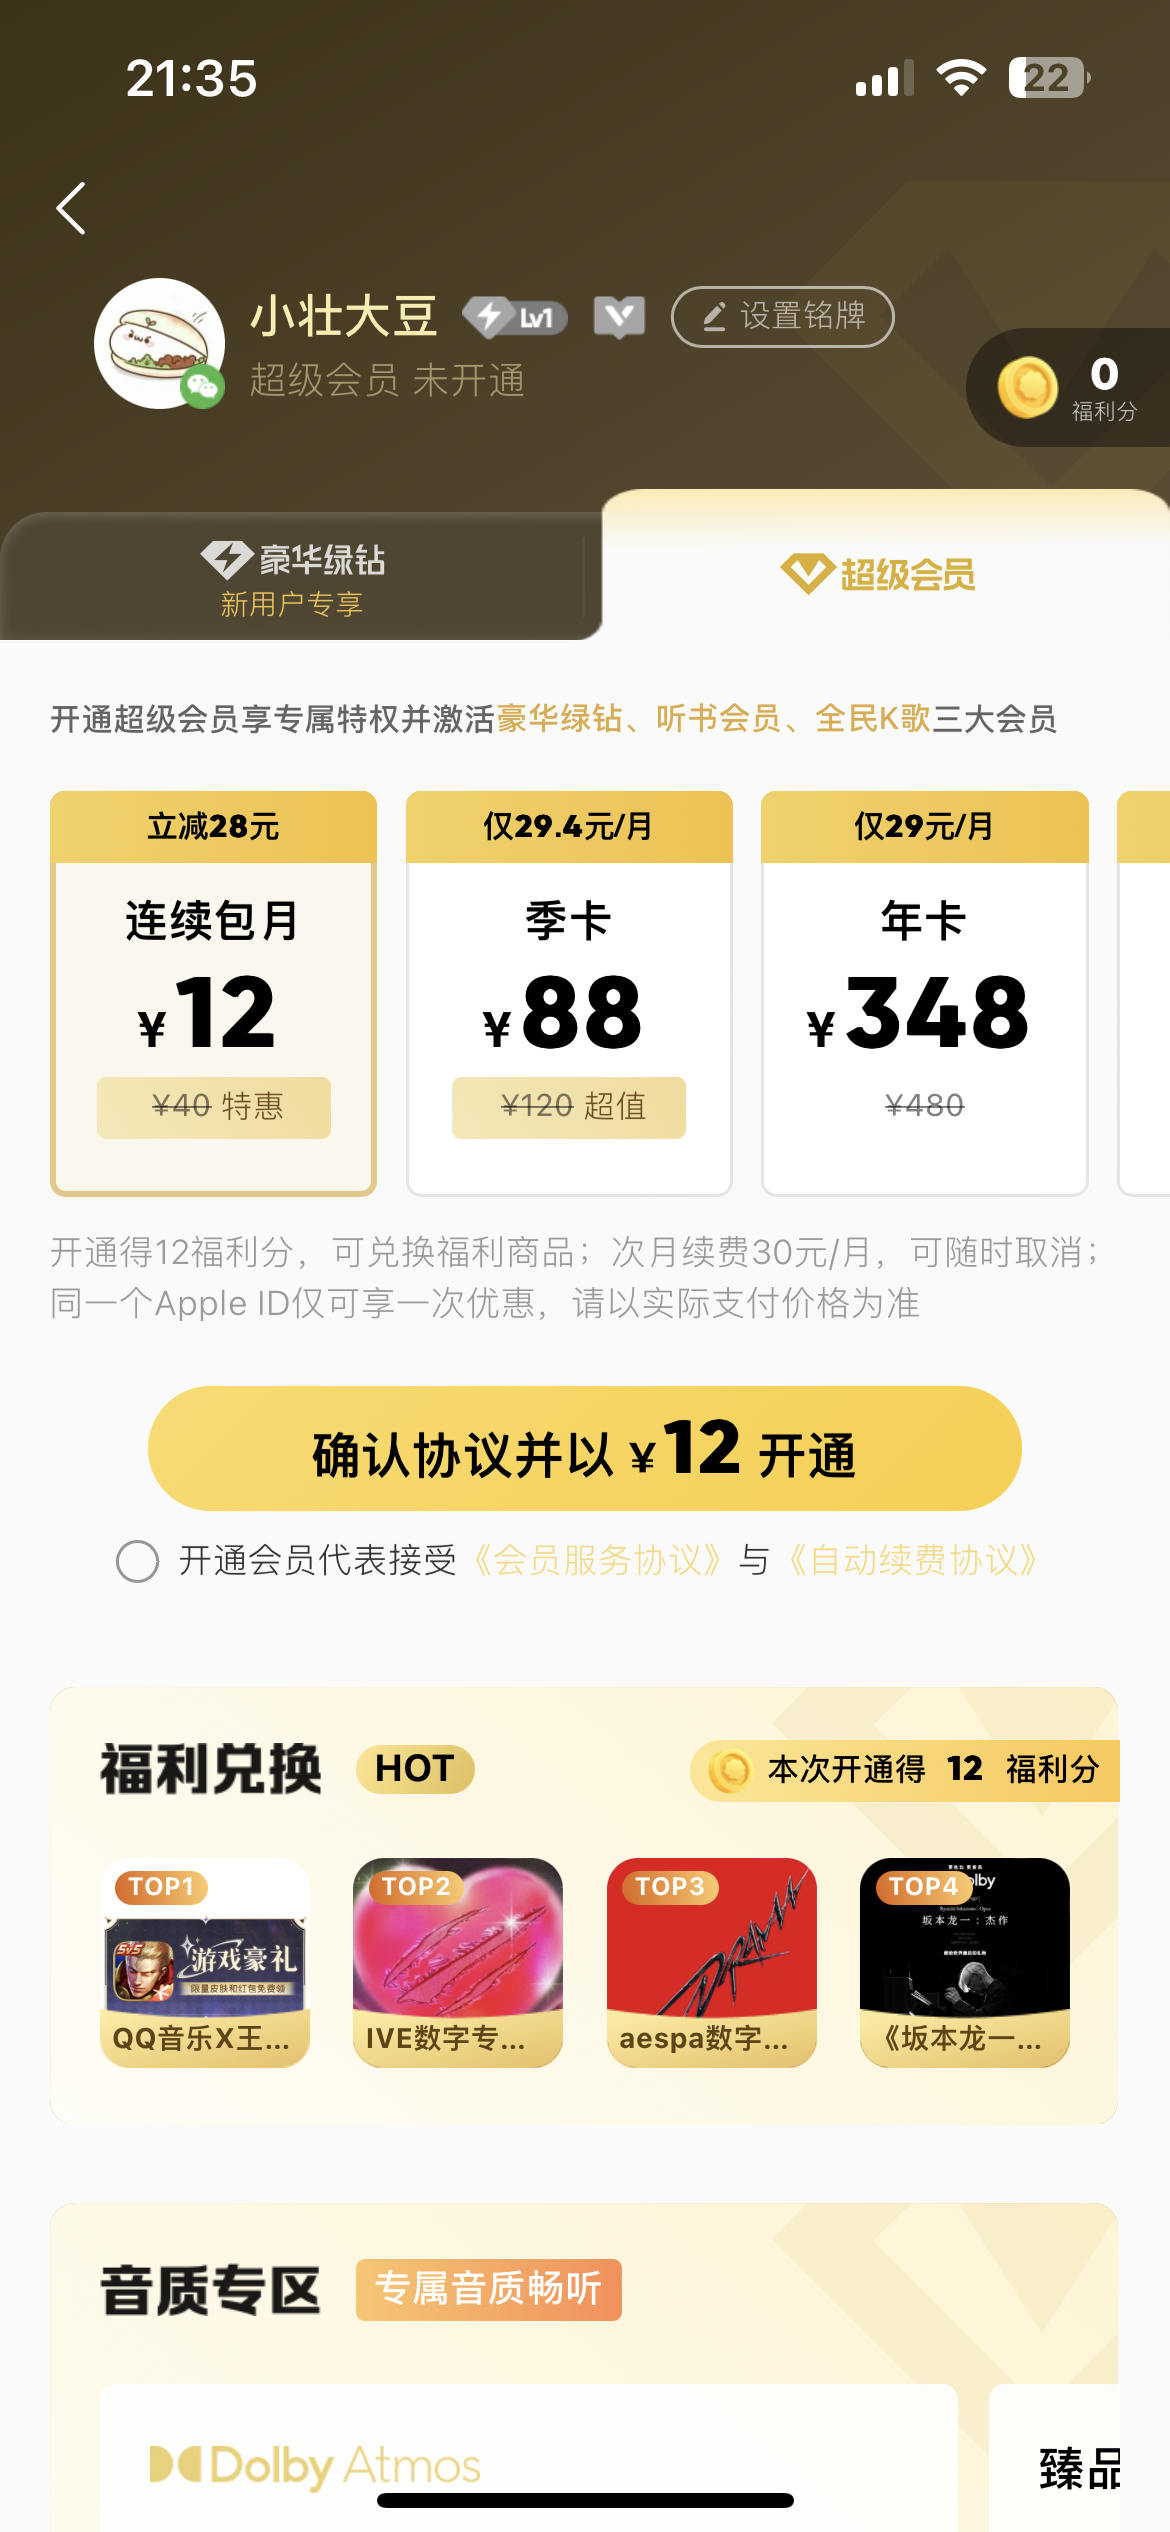 21:35
22
小壮大豆
Lv1
设置铭牌
超级会员 未开通
0
福利分
豪华绿钻
新用户专享
超级会员
开通超级会员享专属特权并激活豪华绿钻、听书会员、全民K歌三大会员
立减28元
连续包月
¥12
¥40 特惠
仅29.4元/月
季卡
¥88
¥120 超值
仅29元/月
年卡
¥348
¥480
开通得12福利分，可兑换福利商品；次月续费30元/月，可随时取消；
同一个Apple ID仅可享一次优惠，请以实际支付价格为准
确认协议并以 ¥12 开通
开通会员代表接受《会员服务协议》与《自动续费协议》
福利兑换
HOT
本次开通得 12 福利分
TOP1
5v5
游戏豪礼
限量皮肤和红包免费领
QQ音乐X王...
TOP2
IVE数字专...
TOP3
DRAMA
aespa数字...
TOP4
坂本龙一：杰作
《坂本龙一...
音质专区
专属音质畅听
Dolby Atmos
臻品